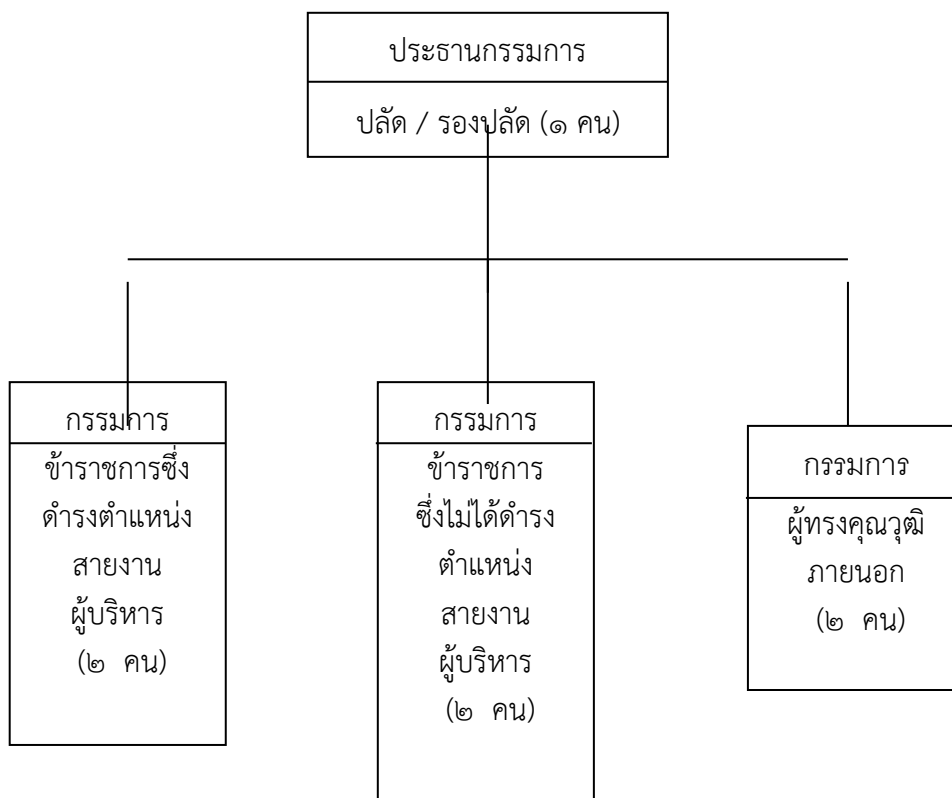 ประธานกรรมการ
ปลัด / รองปลัด (๑ คน)
กรรมการ
ข้าราชการซึ่ง
ดำรงตำแหน่ง
สายงาน
ผู้บริหาร
(๒ คน)
กรรมการ
ข้าราชการ
ซึ่งไม่ได้ดำรง
ตำแหน่ง
สายงาน
ผู้บริหาร
(๒ คน)
กรรมการ
ผู้ทรงคุณวุฒิ
ภายนอก
(๒ คน)